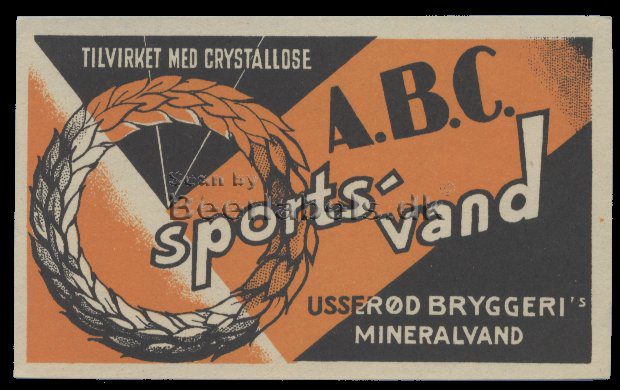 TILVIRKET MED CRYSTALLOSE
A.B.C.
sports-
vand
Scan by
Beerlabels.dk
USSERØD BRYGGERI's
MINERALVAND